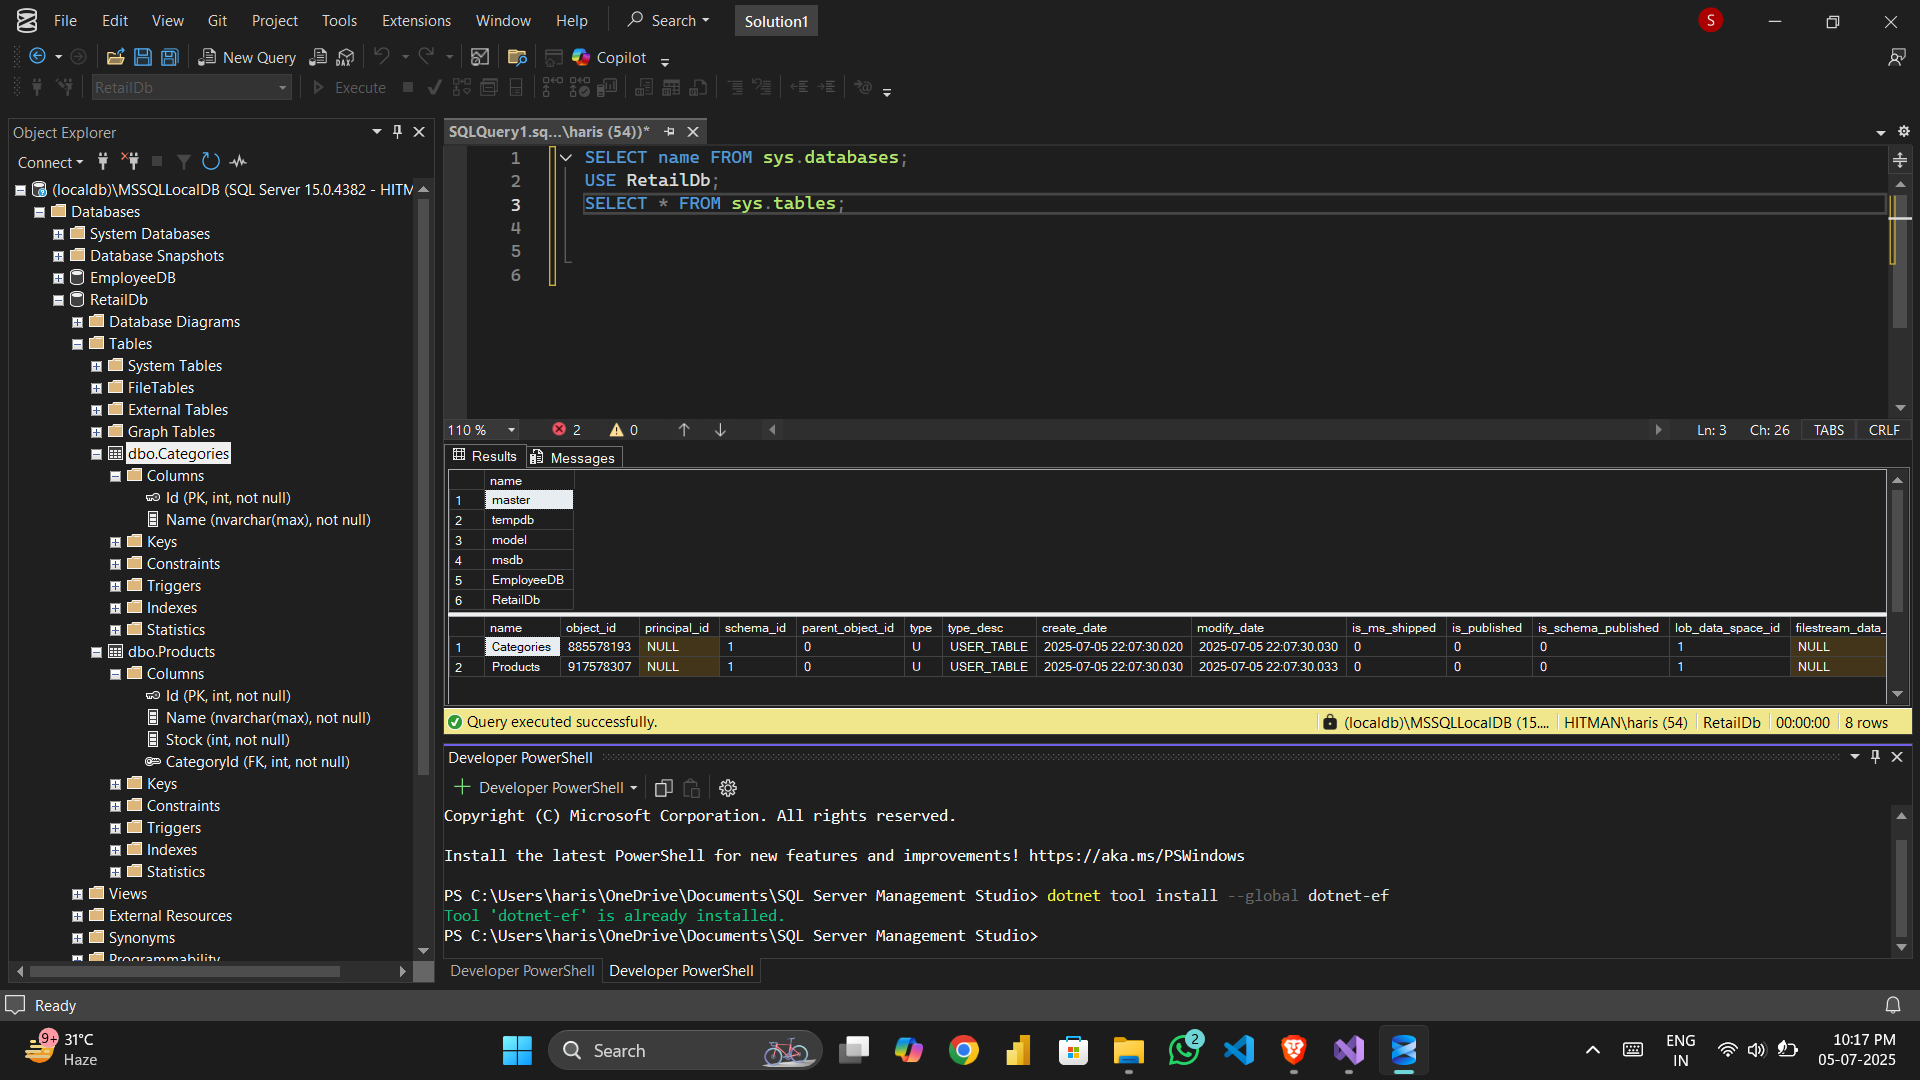 File Edit View Git Project Tools Extensions Window Help Search Solution1 S
New Query DAX Copilot
RetailDb Execute
Object Explorer
Connect
(localdb)\MSSQLLocalDB (SQL Server 15.0.4382 - HITM
Databases
System Databases
Database Snapshots
EmployeeDB
RetailDb
Database Diagrams
Tables
System Tables
FileTables
External Tables
Graph Tables
dbo.Categories
Columns
Id (PK, int, not null)
Name (nvarchar(max), not null)
Keys
Constraints
Triggers
Indexes
Statistics
dbo.Products
Columns
Id (PK, int, not null)
Name (nvarchar(max), not null)
Stock (int, not null)
CategoryId (FK, int, not null)
Keys
Constraints
Triggers
Indexes
Statistics
Views
External Resources
Synonyms
Programmability
SQLQuery1.sq...\haris (54))*
1 SELECT name FROM sys.databases;
2 USE RetailDb;
3 SELECT * FROM sys.tables;
4
5
6
110 % 2 0 Ln: 3 Ch: 26 TABS CRLF
Results Messages
name
1 master
2 tempdb
3 model
4 msdb
5 EmployeeDB
6 RetailDb
name object_id principal_id schema_id parent_object_id type type_desc create_date modify_date is_ms_shipped is_published is_schema_published lob_data_space_id filestream_data_
1 Categories 885578193 NULL 1 0 U USER_TABLE 2025-07-05 22:07:30.020 2025-07-05 22:07:30.030 0 0 0 1 NULL
2 Products 917578307 NULL 1 0 U USER_TABLE 2025-07-05 22:07:30.030 2025-07-05 22:07:30.033 0 0 0 1 NULL
Query executed successfully. (localdb)\MSSQLLocalDB (15.... HITMAN\haris (54) RetailDb 00:00:00 8 rows
Developer PowerShell
Developer PowerShell
Copyright (C) Microsoft Corporation. All rights reserved.
Install the latest PowerShell for new features and improvements! https://aka.ms/PSWindows
PS C:\Users\haris\OneDrive\Documents\SQL Server Management Studio> dotnet tool install --global dotnet-ef
Tool 'dotnet-ef' is already installed.
PS C:\Users\haris\OneDrive\Documents\SQL Server Management Studio>
Developer PowerShell Developer PowerShell
Ready
9+ 31°C
Haze
Search
2
ENG
IN
10:17 PM
05-07-2025